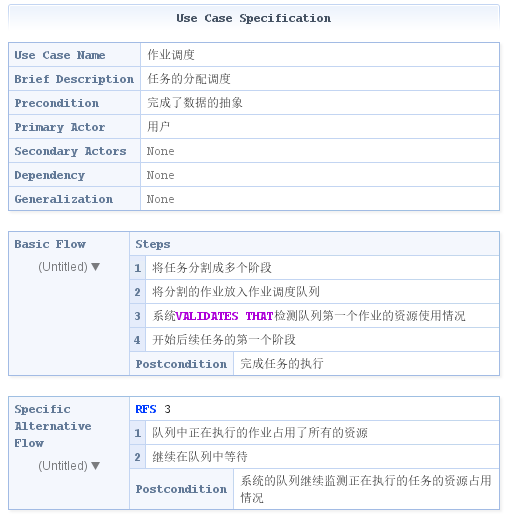 Use Case Specification
Use Case Name 作业调度
Brief Description 任务的分配调度
Precondition 完成了数据的抽象
Primary Actor 用户
Secondary Actors None
Dependency None
Generalization None
Basic Flow Steps
(Untitled) ▼
1 将任务分割成多个阶段
2 将分割的作业放入作业调度队列
3 系统VALIDATES THAT检测队列第一个作业的资源使用情况
4 开始后续任务的第一个阶段
Postcondition 完成任务的执行
Specific Alternative Flow RFS 3
(Untitled) ▼
1 队列中正在执行的作业占用了所有的资源
2 继续在队列中等待
Postcondition 系统的队列继续监测正在执行的任务的资源占用
情况